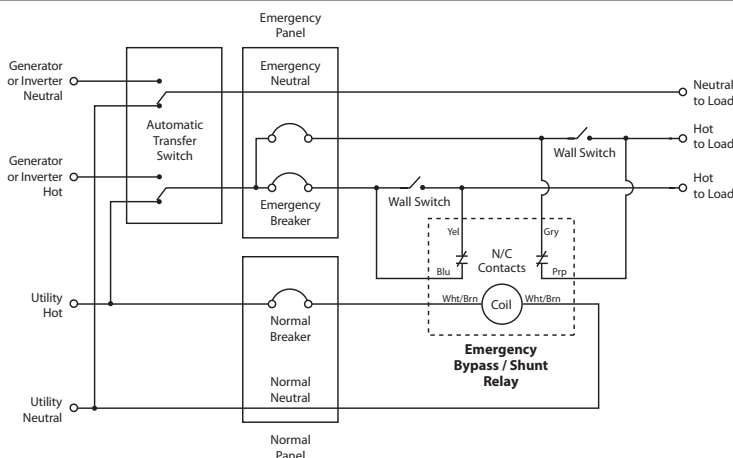 Emergency
Panel
Generator
or Inverter
Neutral
Emergency
Neutral
Neutral
to Load
Automatic
Transfer
Switch
Hot
to Load
Wall Switch
Generator
or Inverter
Hot
Hot
to Load
Emergency
Breaker
Wall Switch
Yel
Gry
N/C
Contacts
Blu
Prp
Utility
Hot
Wht/Brn
Coil
Wht/Brn
Normal
Breaker
Emergency
Bypass / Shunt
Relay
Normal
Neutral
Utility
Neutral
Normal
Panel